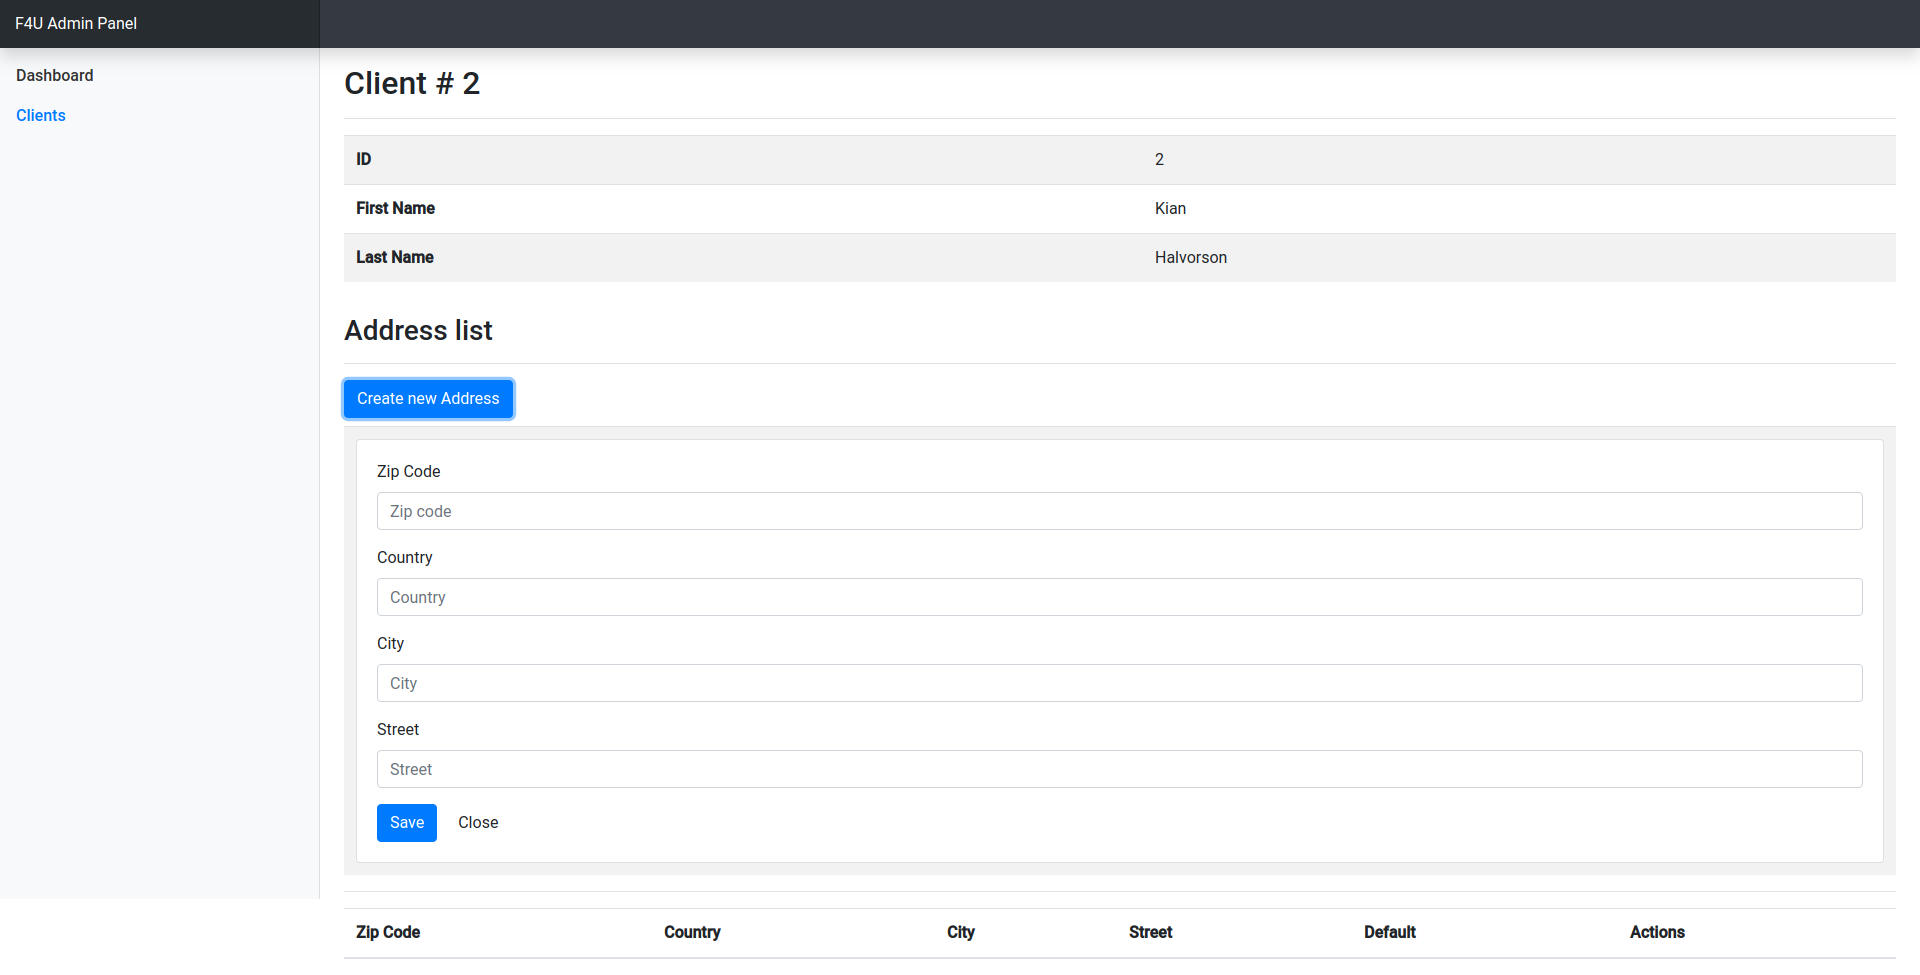 F4U Admin Panel
Dashboard
Clients
Client # 2
ID 2
First Name Kian
Last Name Halvorson
Address list
Create new Address
Zip Code
Zip code
Country
Country
City
City
Street
Street
Save Close
Zip Code Country City Street Default Actions